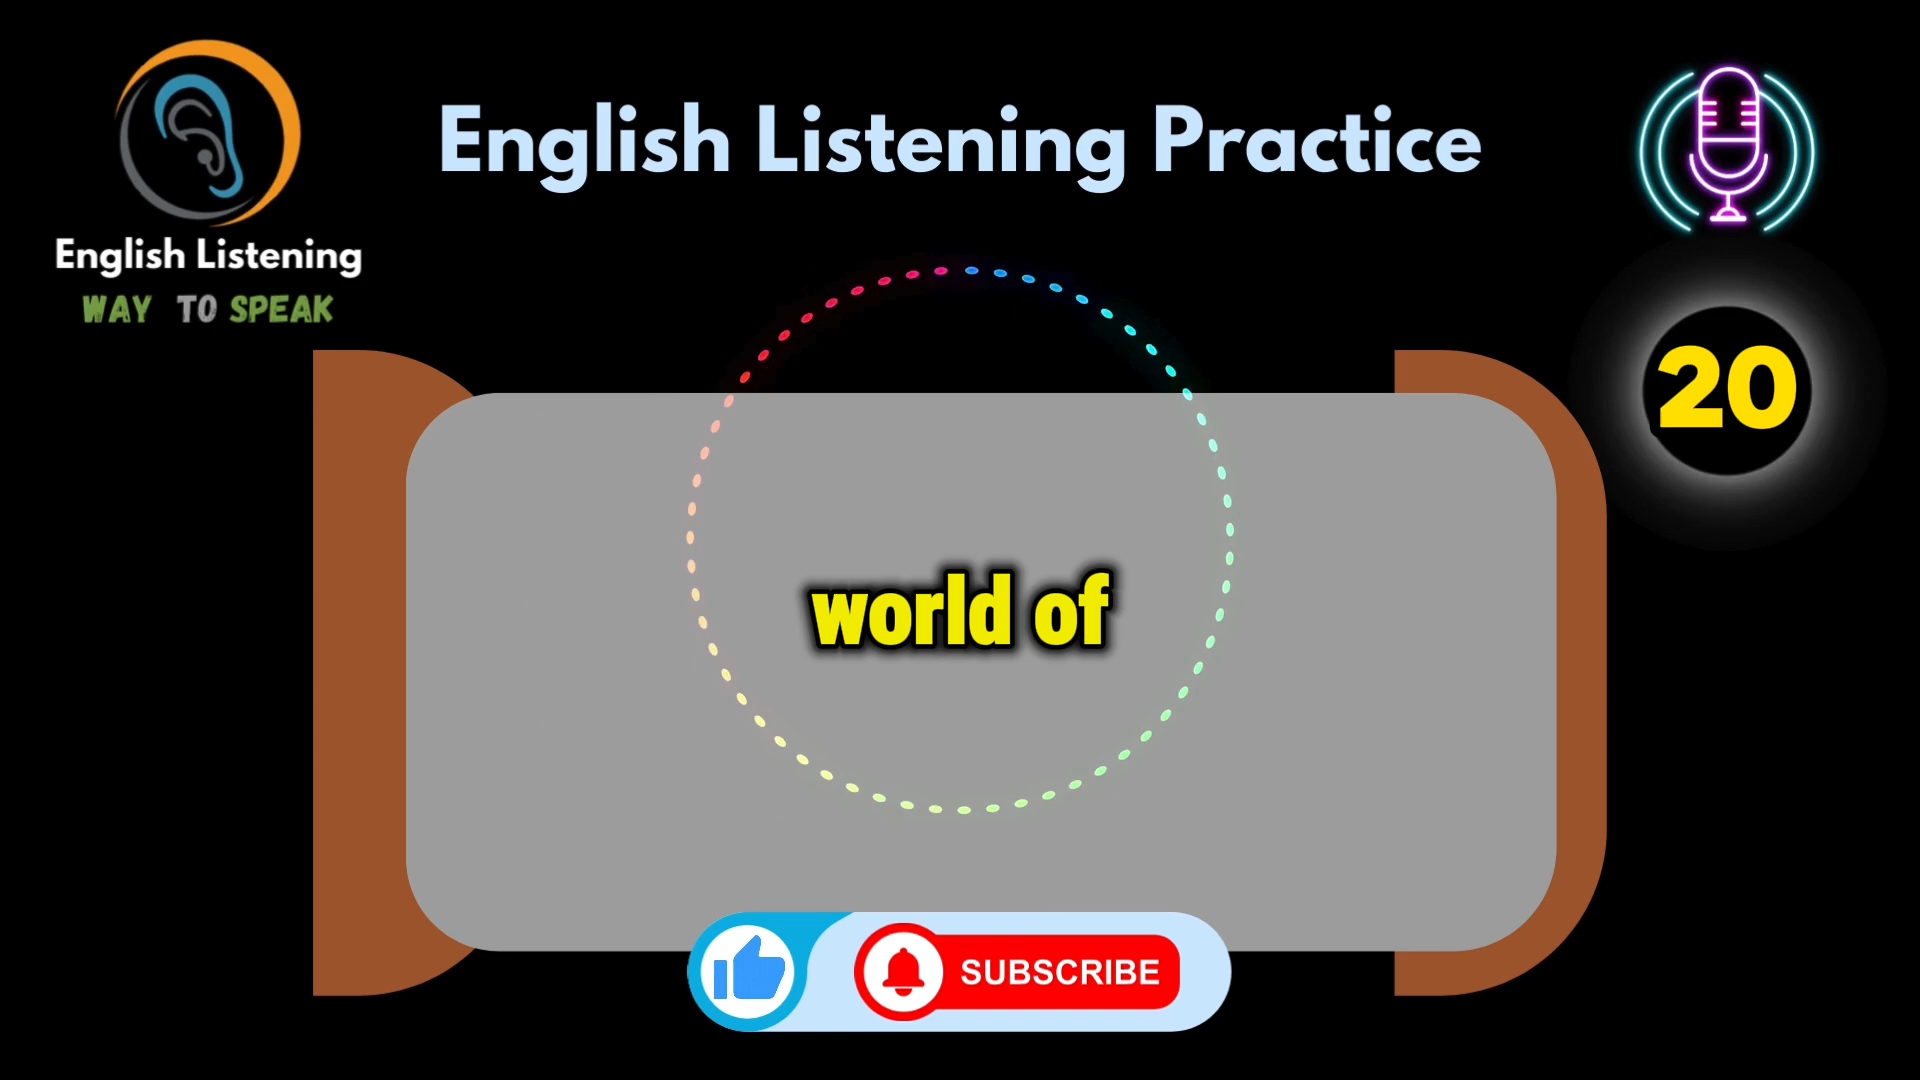 English Listening Practice
English Listening
WAY TO SPEAK
20
world of
SUBSCRIBE